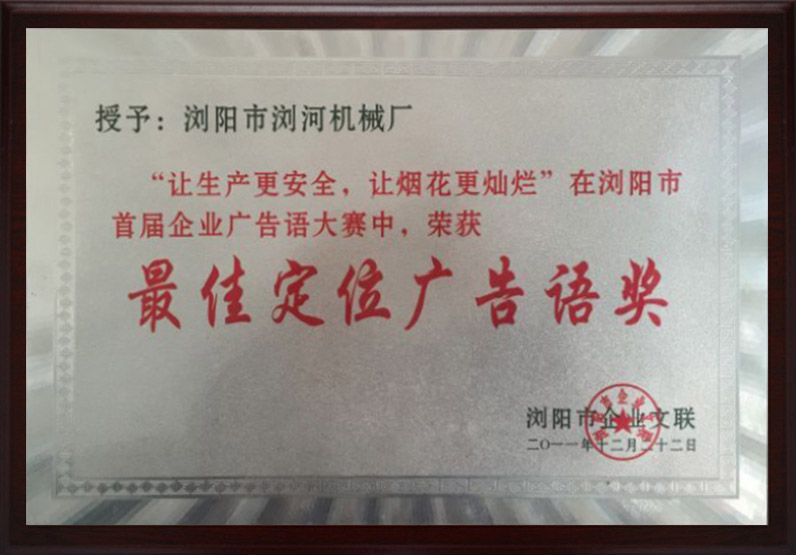 授予：浏阳市浏河机械厂
“让生产更安全，让烟花更灿烂”在浏阳市
首届企业广告语大赛中，荣获
最佳定位广告语奖
浏阳市企业文联
二〇一一年十二月二十二日